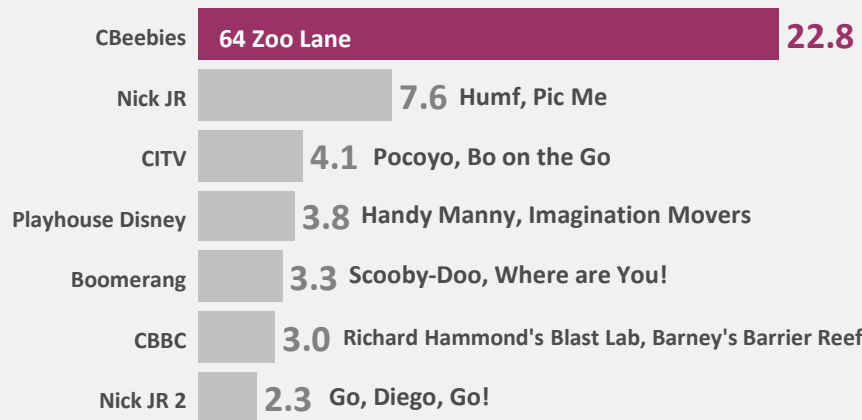 CBeebies 64 Zoo Lane 22.8
Nick JR 7.6 Humf, Pic Me
CITV 4.1 Pocoyo, Bo on the Go
Playhouse Disney 3.8 Handy Manny, Imagination Movers
Boomerang 3.3 Scooby-Doo, Where are You!
CBBC 3.0 Richard Hammond's Blast Lab, Barney's Barrier Reef
Nick JR 2 2.3 Go, Diego, Go!